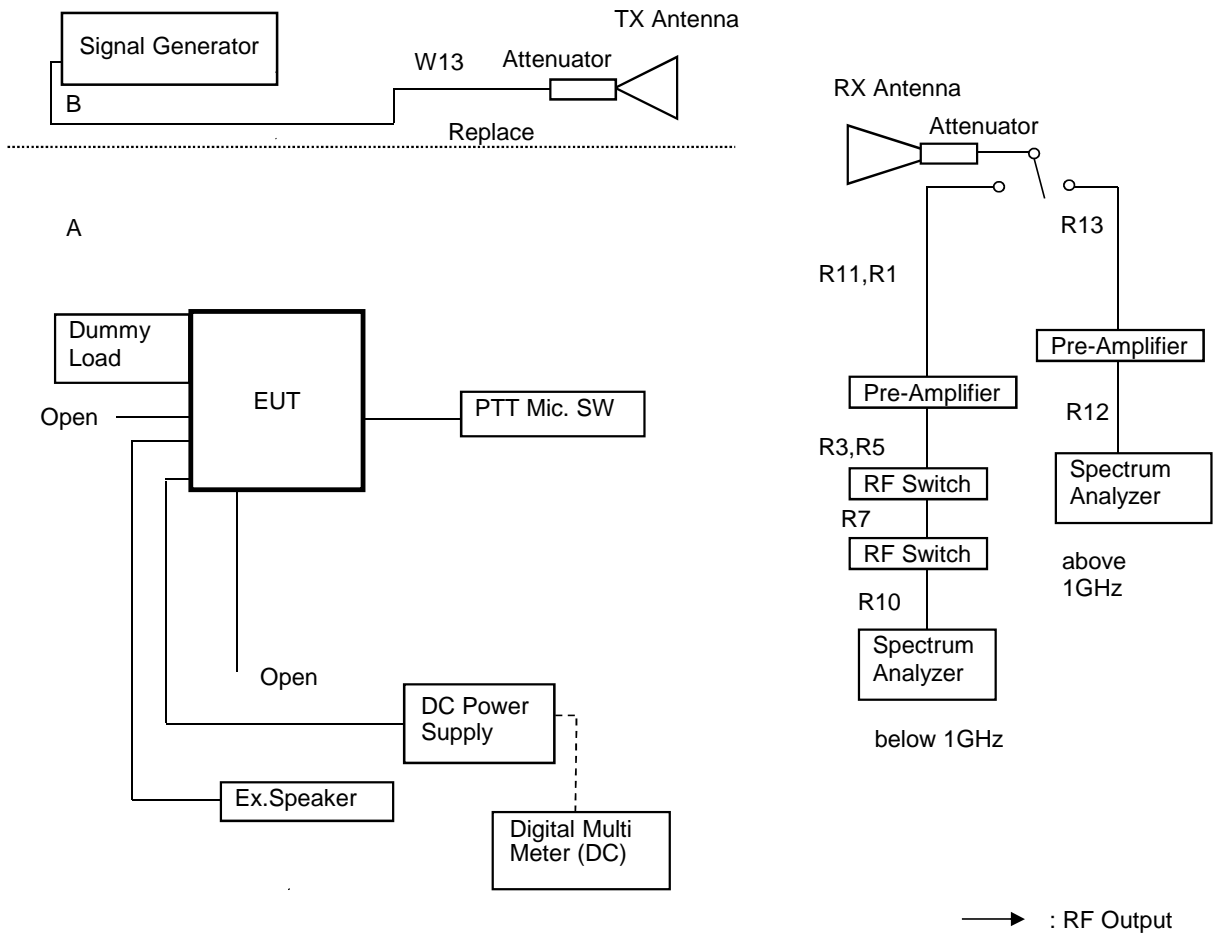 TX Antenna
Signal Generator
W13
Attenuator
B
Replace
RX Antenna
Attenuator
A
R13
R11,R1
Dummy
Load
EUT
Open
PTT Mic. SW
Pre-Amplifier
Pre-Amplifier
R12
R3,R5
RF Switch
Spectrum
Analyzer
R7
RF Switch
above
1GHz
R10
Spectrum
Analyzer
Open
DC Power
Supply
below 1GHz
Ex.Speaker
Digital Multi
Meter (DC)
: RF Output